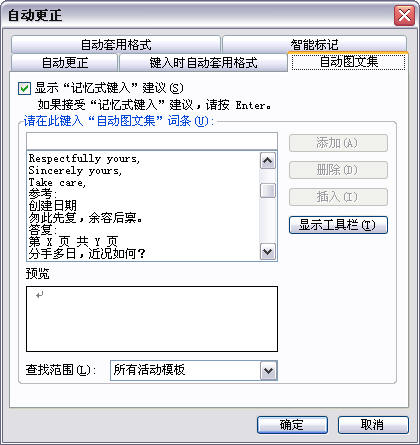 自动更正
自动套用格式 智能标记
自动更正 键入时自动套用格式 自动图文集
显示“记忆式键入”建议(S)
如果接受“记忆式键入”建议，请按 Enter。
请在此键入“自动图文集”词条(U):
添加(A)
Respectfully yours,
Sincerely yours,
Take care,
参考:
创建日期
匆此先复，余容后禀。
答复:
第 X 页 共 Y 页
分手多日，近况如何?
删除(D)
插入(I)
显示工具栏(T)
预览
查找范围(L): 所有活动模板
确定 取消